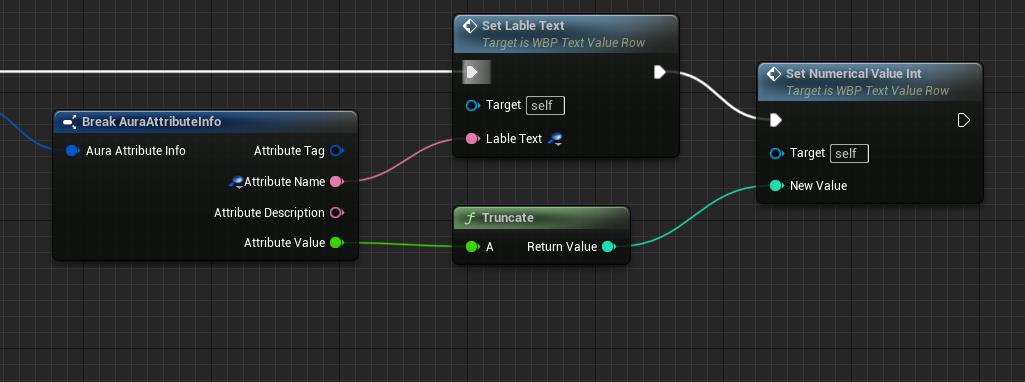 Set Lable Text
Target is WBP Text Value Row
Target self
Lable Text
Set Numerical Value Int
Target is WBP Text Value Row
Target self
New Value
Break AuraAttributeInfo
Aura Attribute Info
Attribute Tag
Attribute Name
Attribute Description
Attribute Value
f Truncate
A Return Value